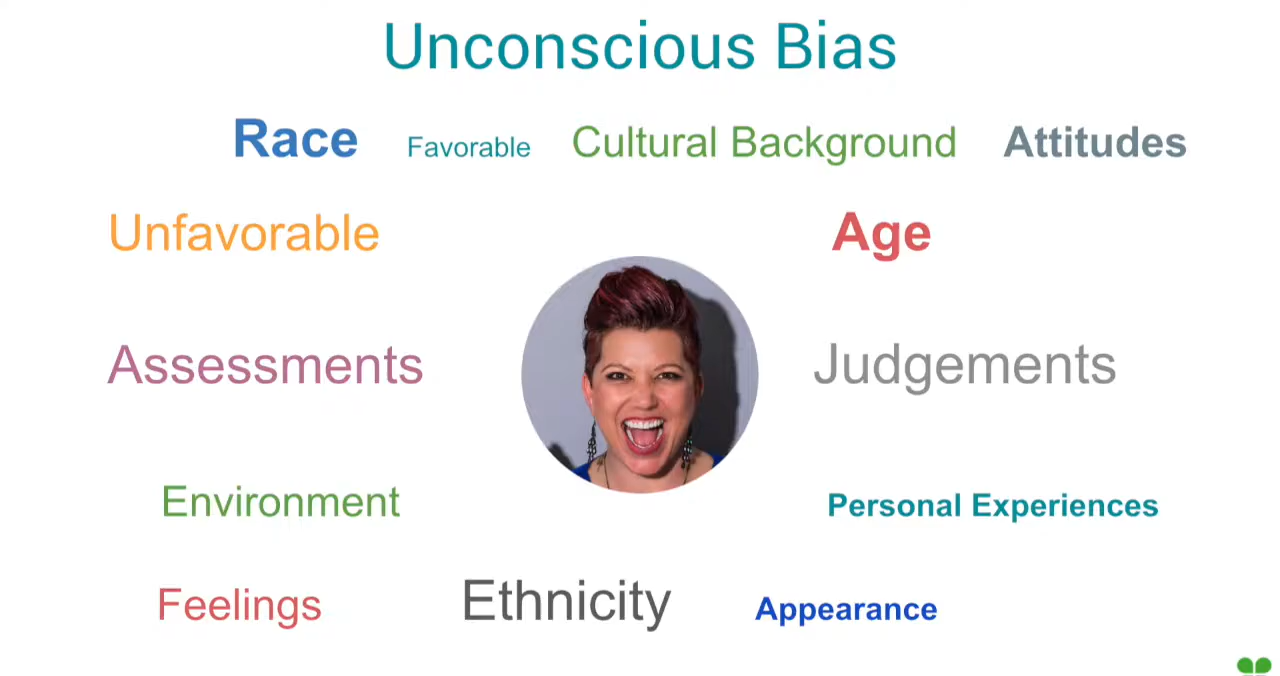 Unconscious Bias
Race Favorable Cultural Background Attitudes
Unfavorable Age
Assessments Judgements
Environment Personal Experiences
Feelings Ethnicity Appearance